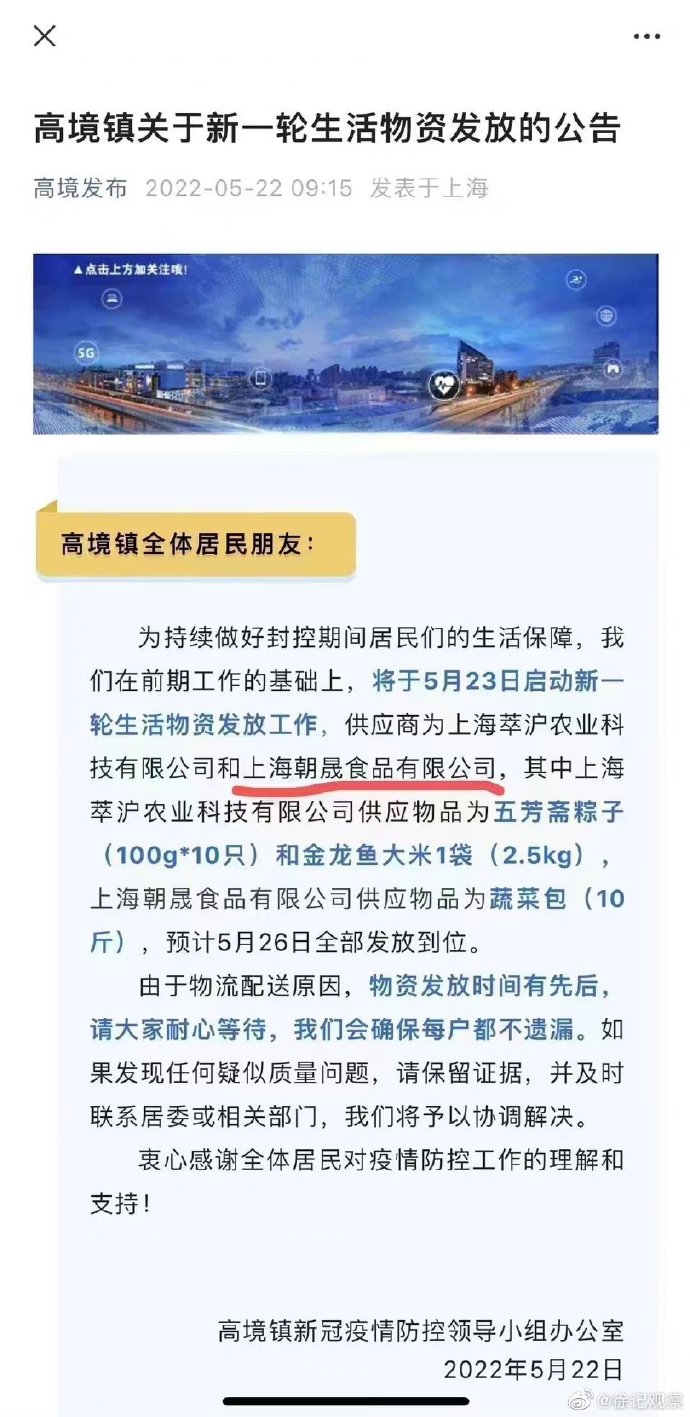 高境镇关于新一轮生活物资发放的公告
高境发布 2022-05-22 09:15 发表于上海
▲点击上方加关注哦!
5G
高境镇全体居民朋友：
为持续做好封控期间居民们的生活保障，我
们在前期工作的基础上，将于5月23日启动新一
轮生活物资发放工作，供应商为上海萃沪农业科
技有限公司和上海朝晟食品有限公司，其中上海
萃沪农业科技有限公司供应物品为五芳斋粽子
（100g*10只）和金龙鱼大米1袋（2.5kg），
上海朝晟食品有限公司供应物品为蔬菜包（10
斤），预计5月26日全部发放到位。
由于物流配送原因，物资发放时间有先后，
请大家耐心等待，我们会确保每户都不遗漏。如
果发现任何疑似质量问题，请保留证据，并及时
联系居委或相关部门，我们将予以协调解决。
衷心感谢全体居民对疫情防控工作的理解和
支持！
高境镇新冠疫情防控领导小组办公室
2022年5月22日
@徐记观察